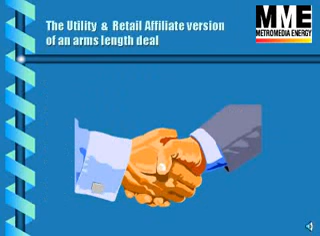 The Utility & Retail Affiliate version
of an arms length deal
MME
METROMEDIA ENERGY